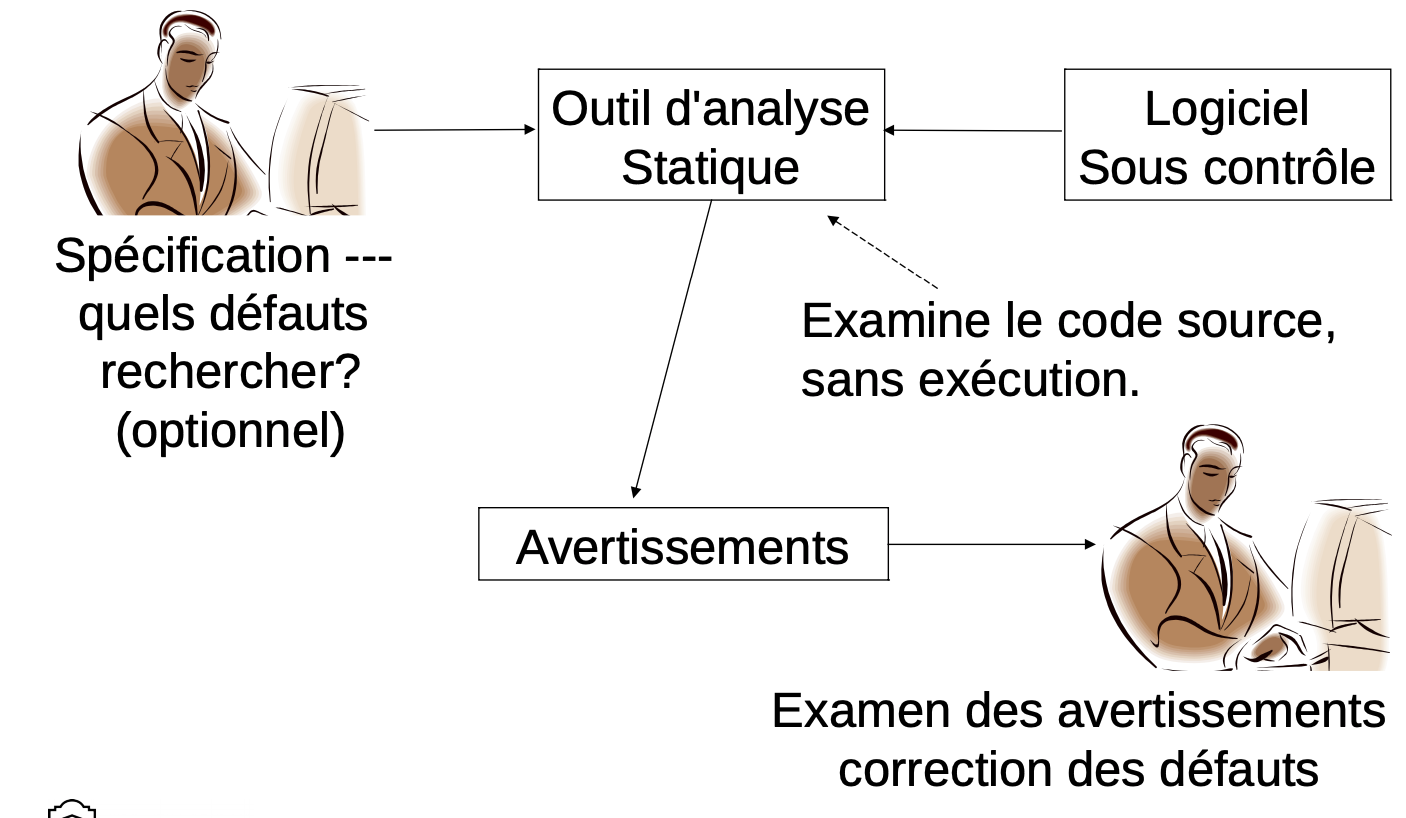 Outil d'analyse
Statique
Logiciel
Sous contrôle
Spécification ---
quels défauts
rechercher?
(optionnel)
Examine le code source,
sans exécution.
Avertissements
Examen des avertissements
correction des défauts